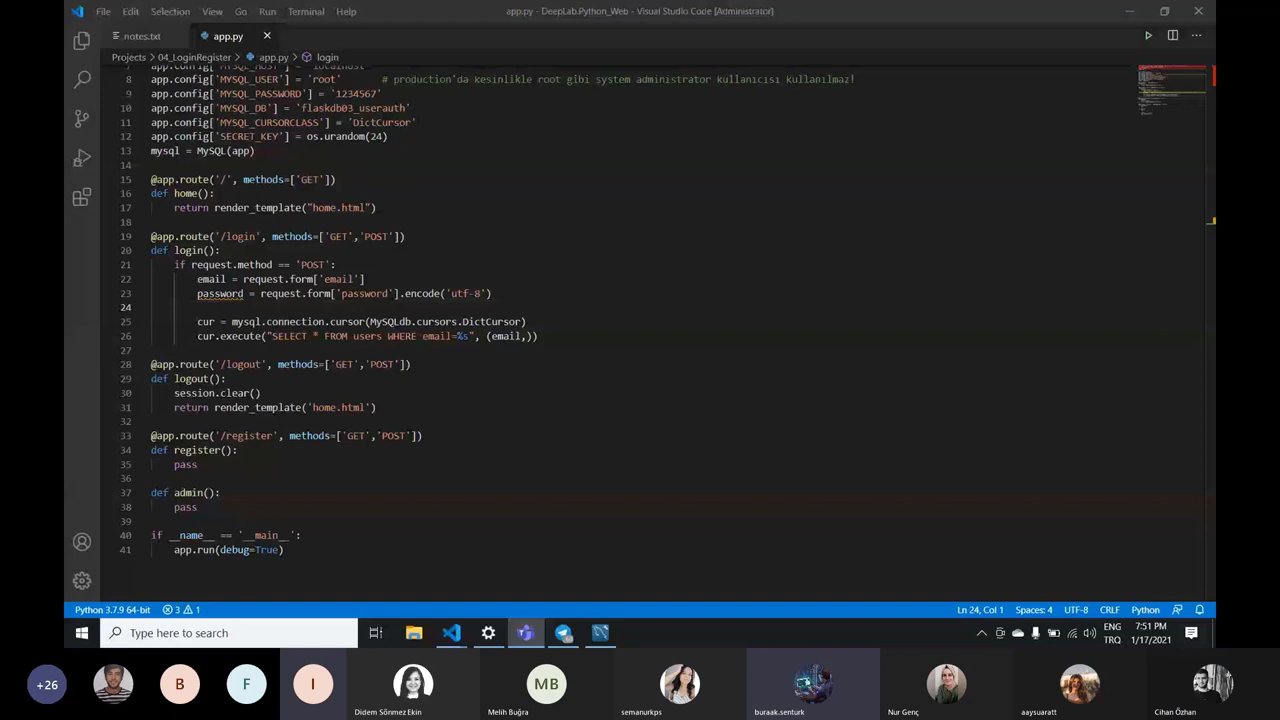 File Edit Selection View Go Run Terminal Help app.py - DeepLab.Python_Web - Visual Studio Code [Administrator]
notes.txt app.py
Projects > 04_LoginRegister > app.py > login
app.config['MYSQL_HOST'] = 'localhost'
8 app.config['MYSQL_USER'] = 'root' # production'da kesinlikle root gibi system administrator kullanıcısı kullanılmaz!
9 app.config['MYSQL_PASSWORD'] = '1234567'
10 app.config['MYSQL_DB'] = 'flaskdb03_userauth'
11 app.config['MYSQL_CURSORCLASS'] = 'DictCursor'
12 app.config['SECRET_KEY'] = os.urandom(24)
13 mysql = MySQL(app)
14
15 @app.route('/', methods=['GET'])
16 def home():
17 return render_template("home.html")
18
19 @app.route('/login', methods=['GET','POST'])
20 def login():
21 if request.method == 'POST':
22 email = request.form['email']
23 password = request.form['password'].encode('utf-8')
24
25 cur = mysql.connection.cursor(MySQLdb.cursors.DictCursor)
26 cur.execute("SELECT * FROM users WHERE email=%s", (email,))
27
28 @app.route('/logout', methods=['GET','POST'])
29 def logout():
30 session.clear()
31 return render_template('home.html')
32
33 @app.route('/register', methods=['GET','POST'])
34 def register():
35 pass
36
37 def admin():
38 pass
39
40 if __name__ == '__main__':
41 app.run(debug=True)
Python 3.7.9 64-bit 3 1 Ln 24, Col 1 Spaces: 4 UTF-8 CRLF Python
Type here to search ENG TRQ 7:51 PM 1/17/2021
+26 B F I MB
Didem Sönmez Ekin Melih Buğra semanurkps buraak.senturk Nur Genç aaysuaratt Cihan Özhan